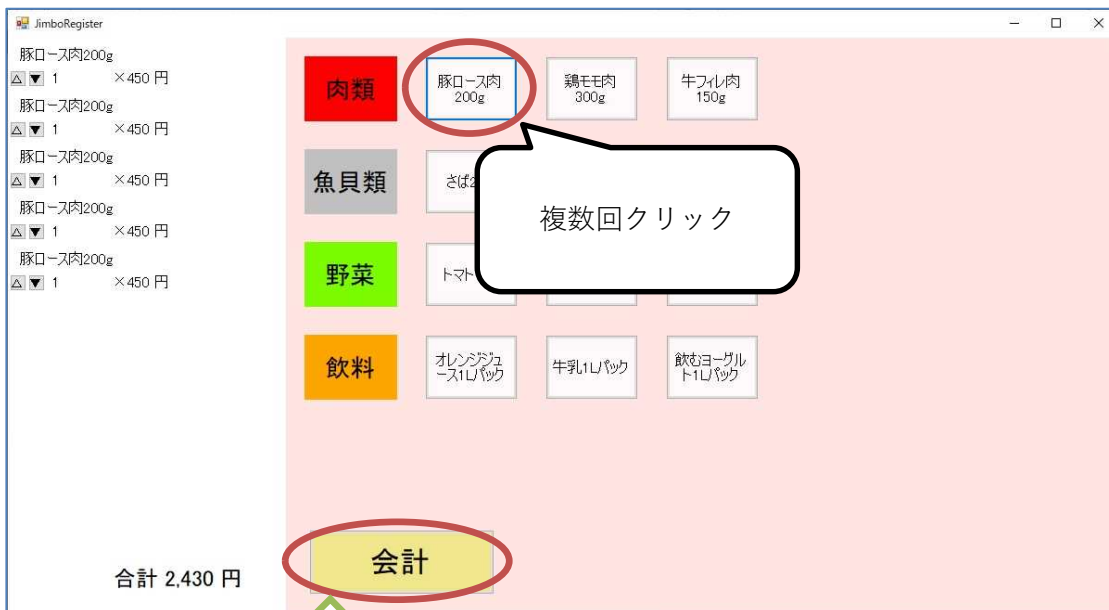 JimboRegister
豚ロース肉200g
△ ▼ 1 ×450 円
豚ロース肉200g
△ ▼ 1 ×450 円
豚ロース肉200g
△ ▼ 1 ×450 円
豚ロース肉200g
△ ▼ 1 ×450 円
豚ロース肉200g
△ ▼ 1 ×450 円
合計 2,430 円
肉類
豚ロース肉
200g
鶏モモ肉
300g
牛フィレ肉
150g
魚貝類
さば2
複数回クリック
野菜
トマト
飲料
オレンジジュ
ース1Lパック
牛乳1Lパック
飲むヨーグル
ト1Lパック
会計